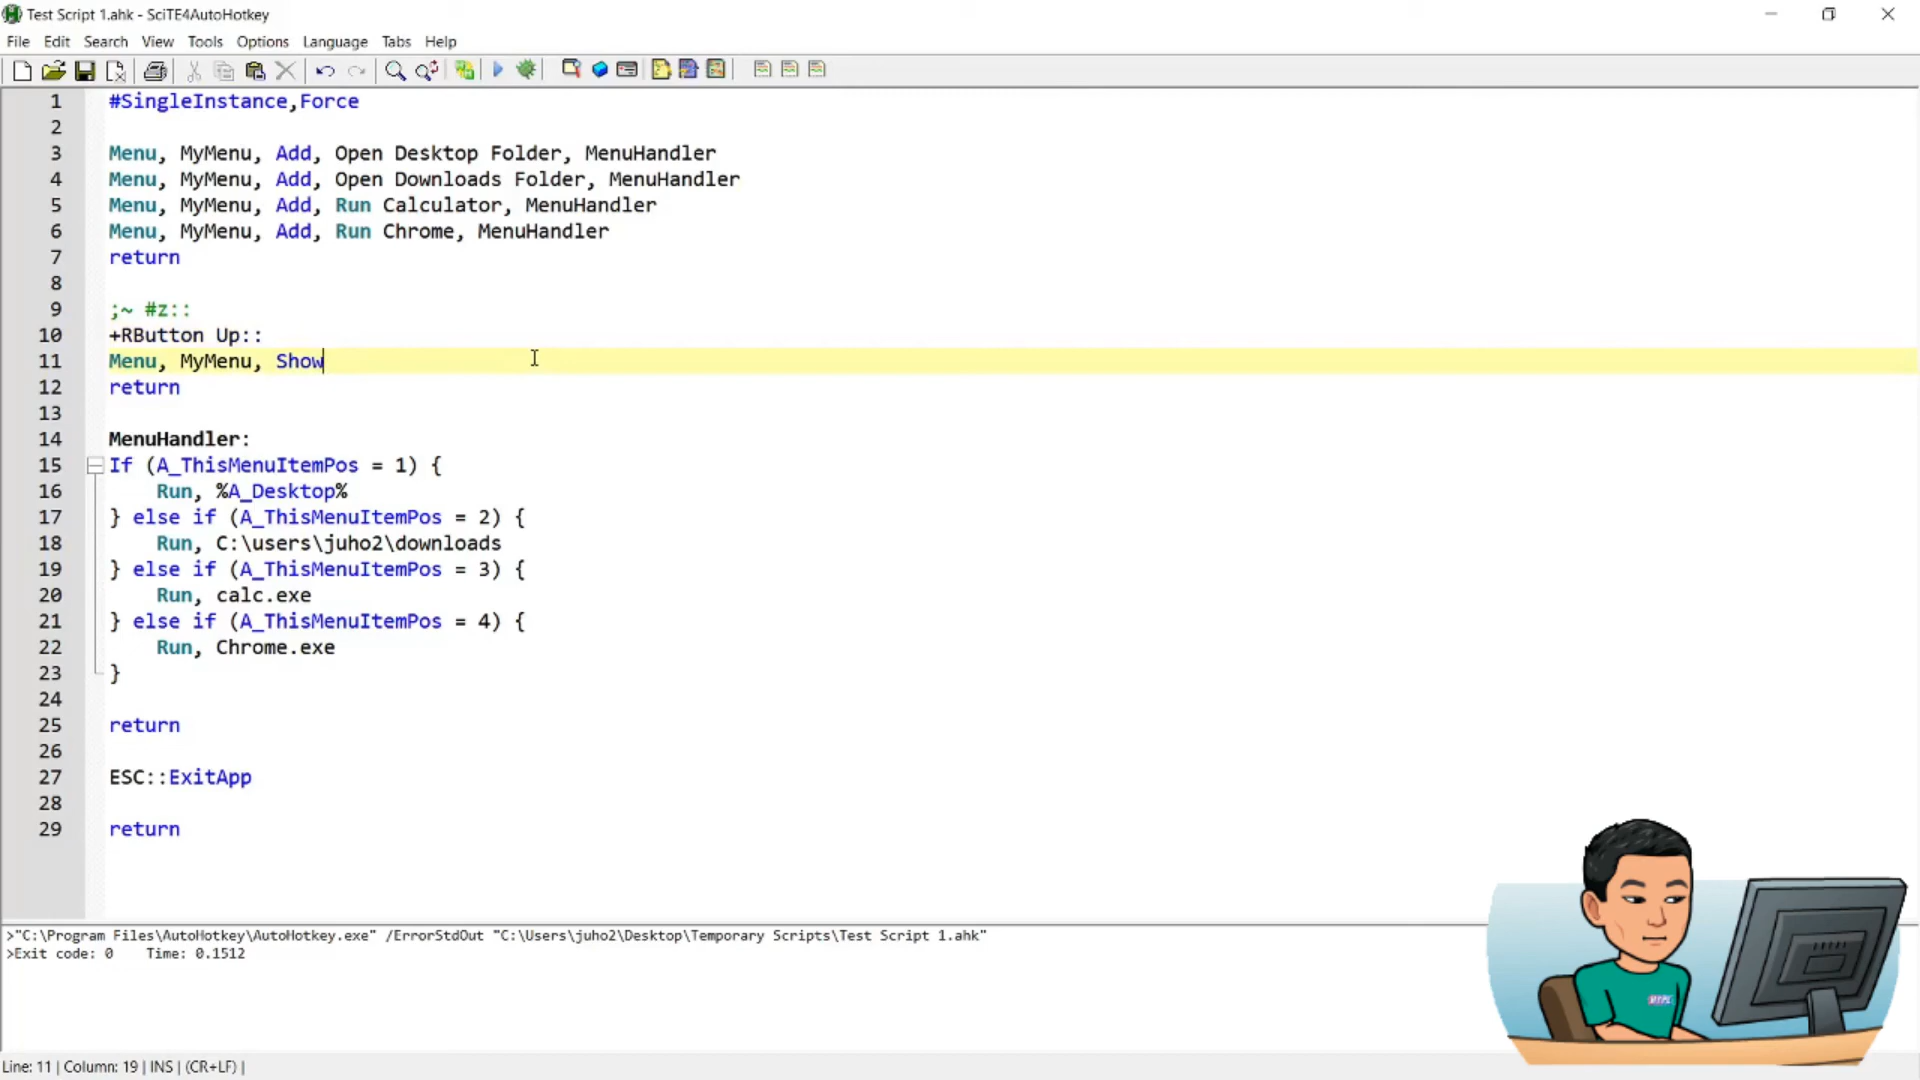 Test Script 1.ahk - SciTE4AutoHotkey
File Edit Search View Tools Options Language Tabs Help
1 #SingleInstance,Force
2
3 Menu, MyMenu, Add, Open Desktop Folder, MenuHandler
4 Menu, MyMenu, Add, Open Downloads Folder, MenuHandler
5 Menu, MyMenu, Add, Run Calculator, MenuHandler
6 Menu, MyMenu, Add, Run Chrome, MenuHandler
7 return
8
9 ;~ #z::
10 +RButton Up::
11 Menu, MyMenu, Show
12 return
13
14 MenuHandler:
15 If (A_ThisMenuItemPos = 1) {
16 Run, %A_Desktop%
17 } else if (A_ThisMenuItemPos = 2) {
18 Run, C:\users\juho2\downloads
19 } else if (A_ThisMenuItemPos = 3) {
20 Run, calc.exe
21 } else if (A_ThisMenuItemPos = 4) {
22 Run, Chrome.exe
23 }
24
25 return
26
27 ESC::ExitApp
28
29 return
>"C:\Program Files\AutoHotkey\AutoHotkey.exe" /ErrorStdOut "C:\Users\juho2\Desktop\Temporary Scripts\Test Script 1.ahk"
>Exit code: 0 Time: 0.1512
Line: 11 | Column: 19 | INS | (CR+LF) |